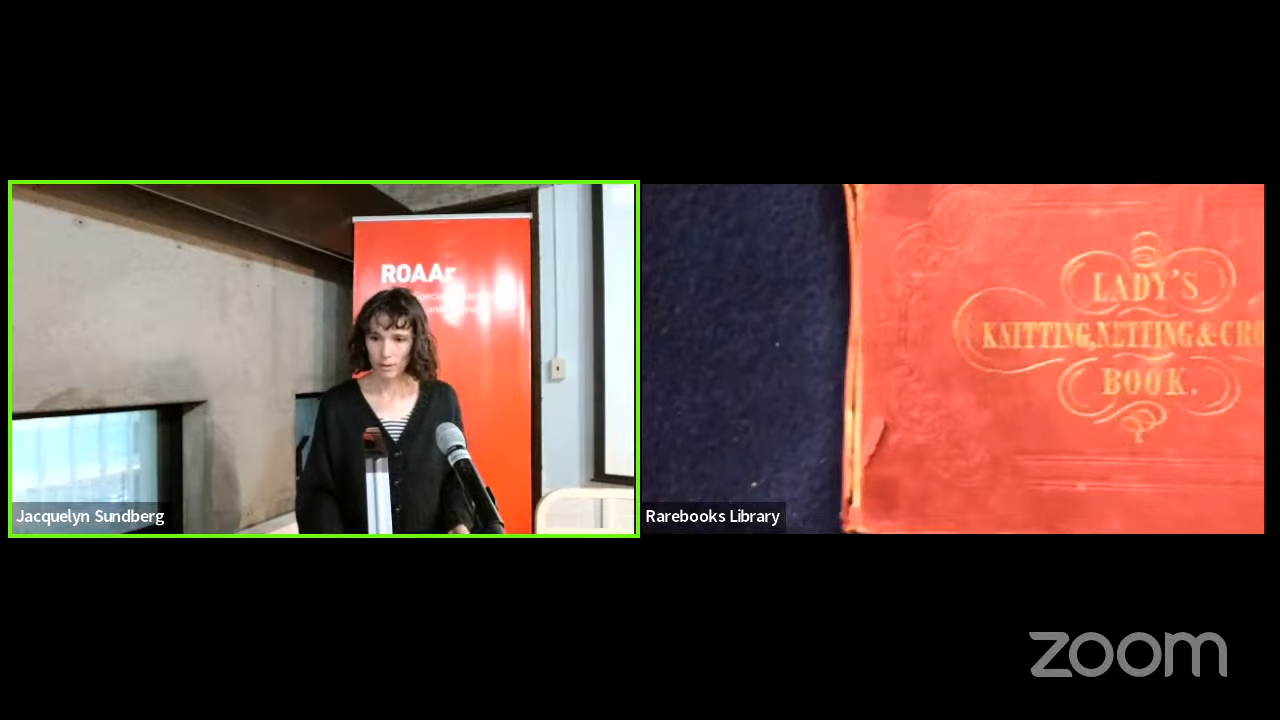 ROAAr
Jacquelyn Sundberg
LADY'S
KNITTING, NETTING & CRO
BOOK.
Rarebooks Library
zoom